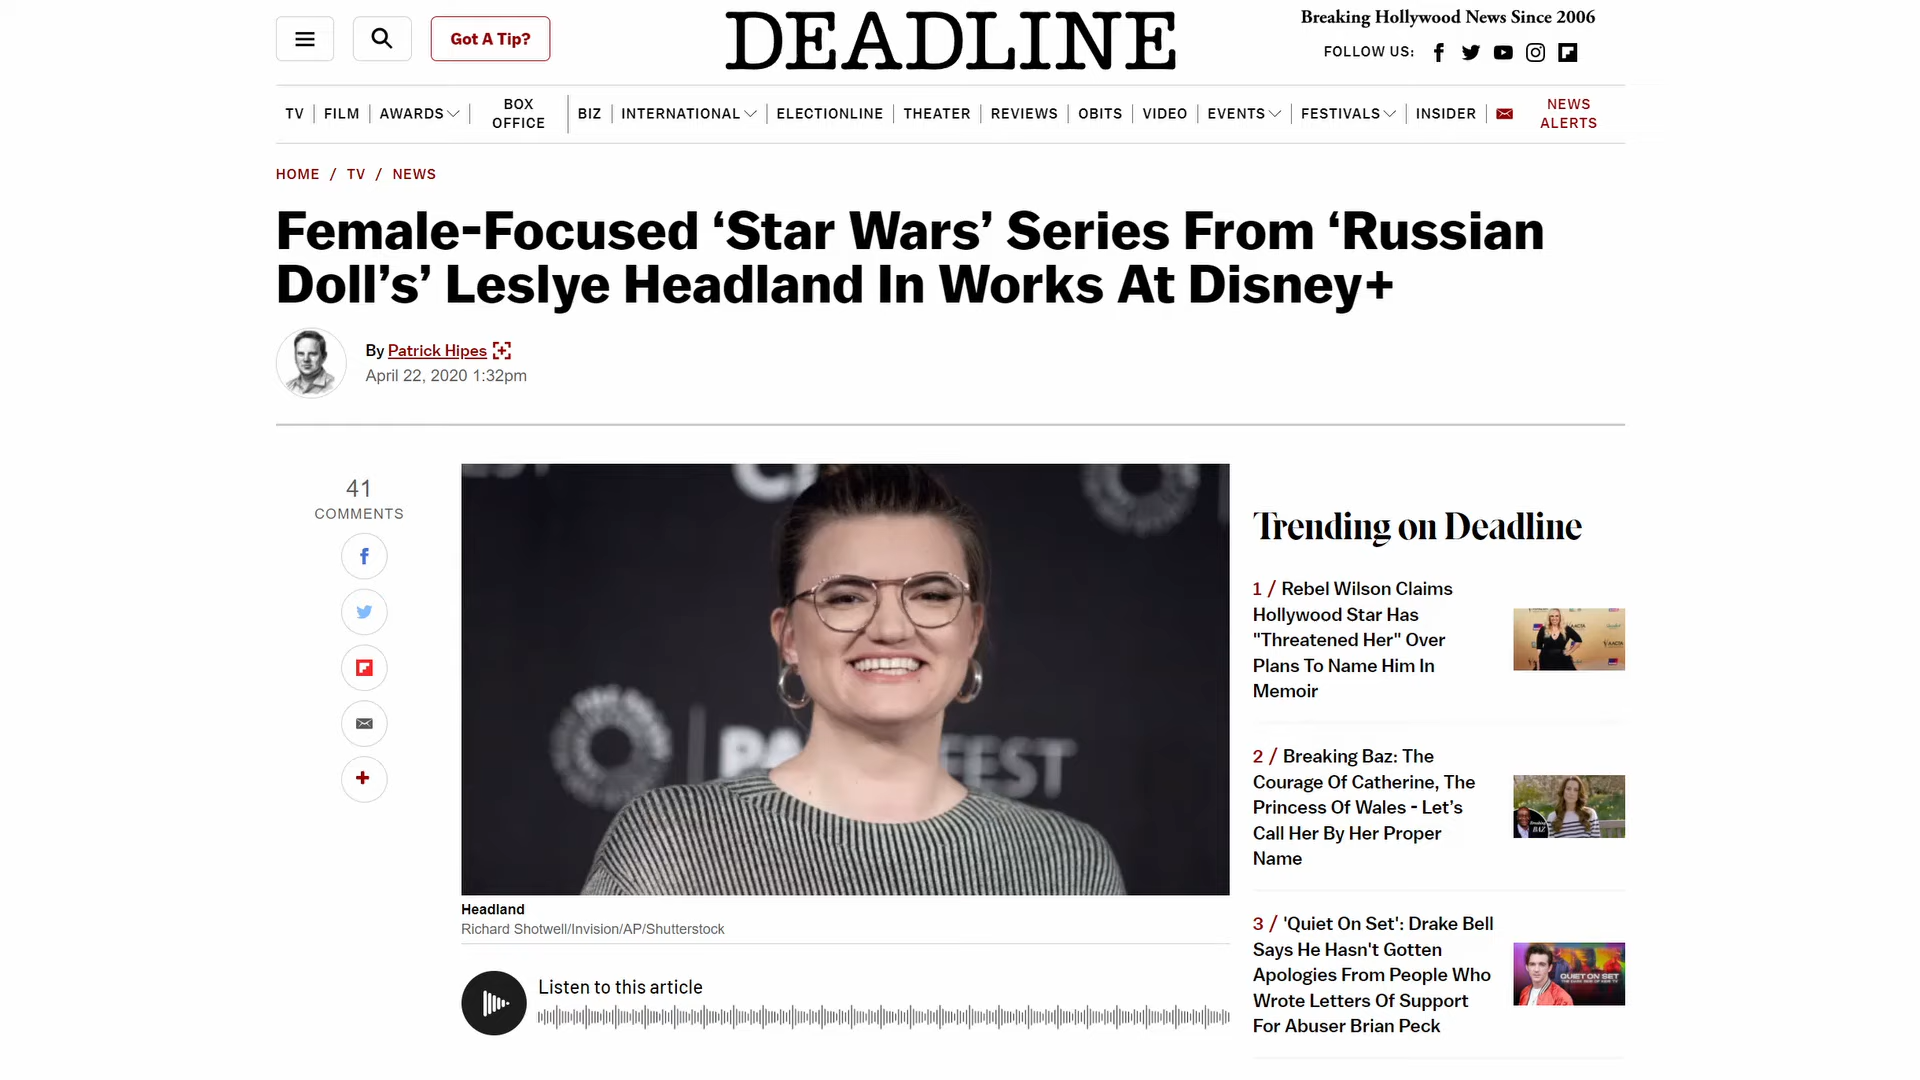 Got A Tip?
DEADLINE
Breaking Hollywood News Since 2006
FOLLOW US:
TV
FILM
AWARDS
BOX
OFFICE
BIZ
INTERNATIONAL
ELECTIONLINE
THEATER
REVIEWS
OBITS
VIDEO
EVENTS
FESTIVALS
INSIDER
NEWS
ALERTS
HOME / TV / NEWS
Female-Focused ‘Star Wars’ Series From ‘Russian
Doll’s’ Leslye Headland In Works At Disney+
By Patrick Hipes
April 22, 2020 1:32pm
41
COMMENTS
Headland
Richard Shotwell/Invision/AP/Shutterstock
Listen to this article
Trending on Deadline
1 / Rebel Wilson Claims
Hollywood Star Has
"Threatened Her" Over
Plans To Name Him In
Memoir
2 / Breaking Baz: The
Courage Of Catherine, The
Princess Of Wales - Let’s
Call Her By Her Proper
Name
BAZ
3 / 'Quiet On Set': Drake Bell
Says He Hasn't Gotten
Apologies From People Who
Wrote Letters Of Support
For Abuser Brian Peck
QUIET ON SET